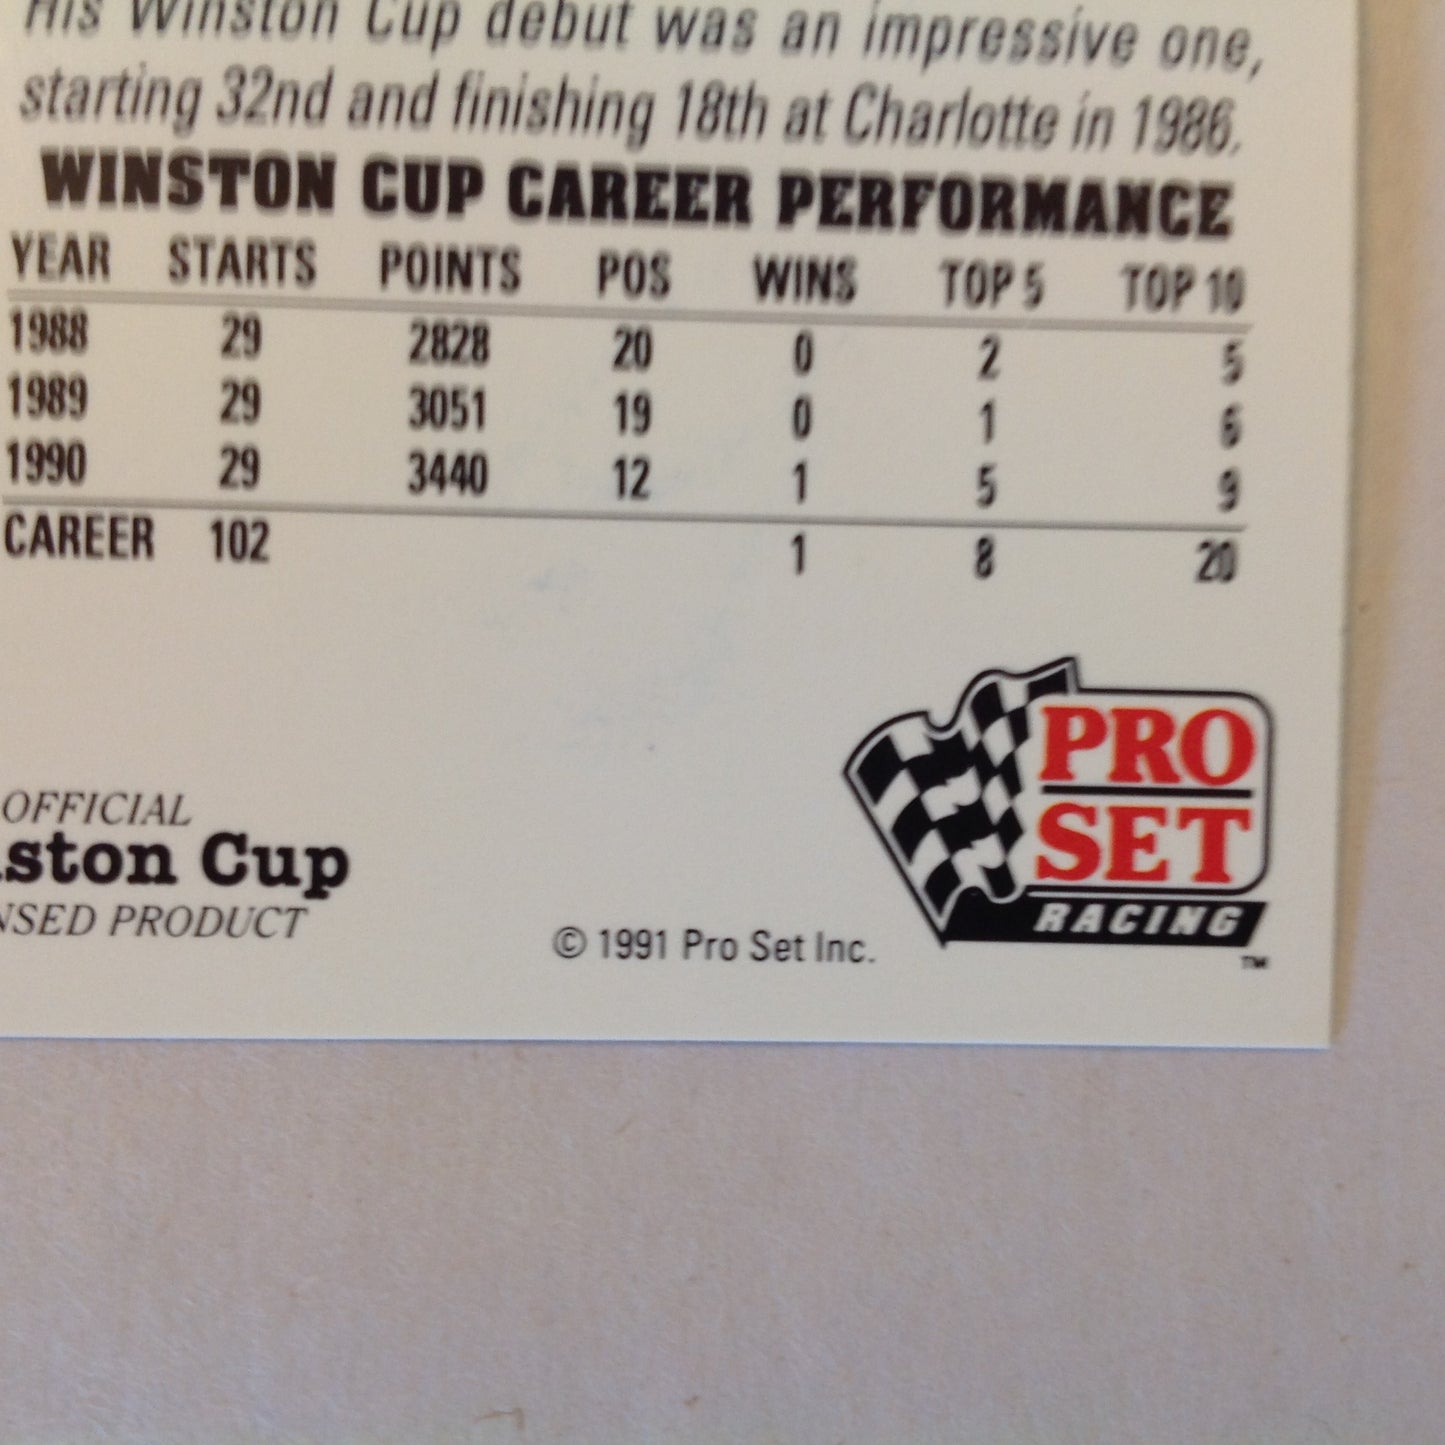 His Winston Cup debut was an impressive one,
starting 32nd and finishing 18th at Charlotte in 1986.
WINSTON CUP CAREER PERFORMANCE
YEAR STARTS POINTS POS WINS TOP 5 TOP 10
1988 29 2828 20 0 2 5
1989 29 3051 19 0 1 6
1990 29 3440 12 1 5 9
CAREER 102 1 8 20
OFFICIAL
nston Cup
NSED PRODUCT
© 1991 Pro Set Inc.
PRO
SET
RACING
TM